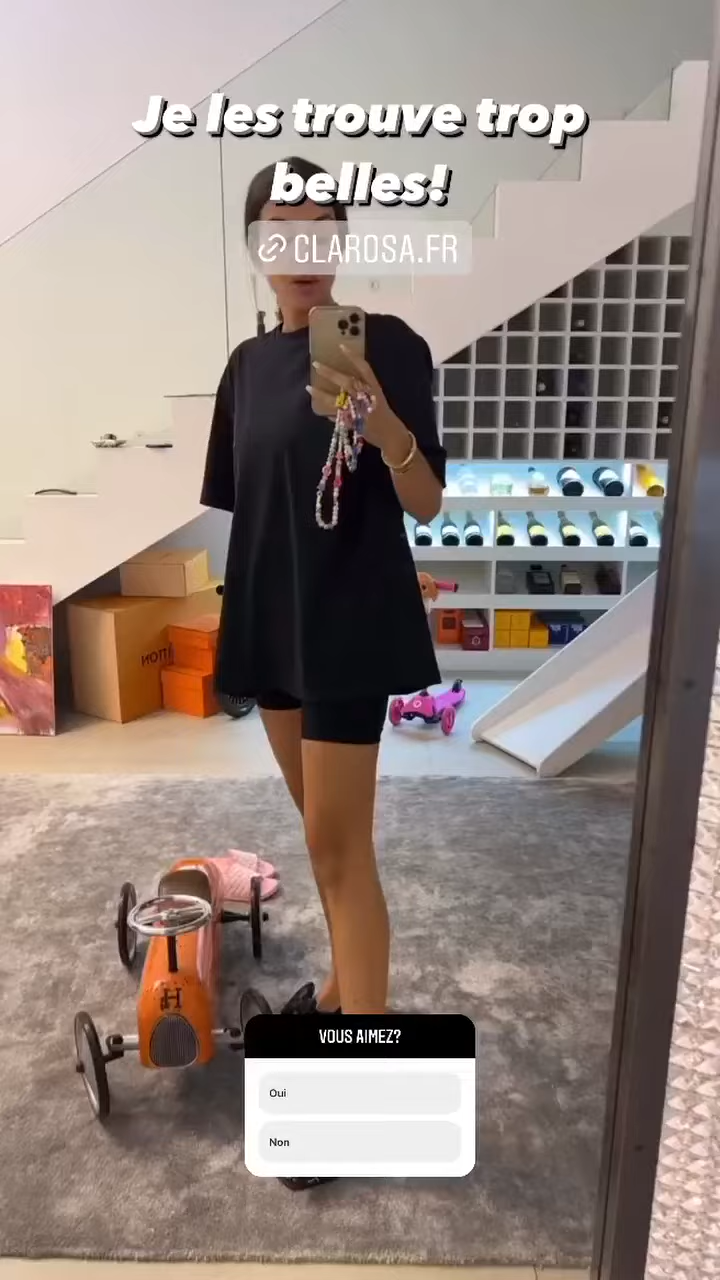 Je les trouve trop
belles!
CLAROSA.FR
VOUS AIMEZ?
Oui
Non
H